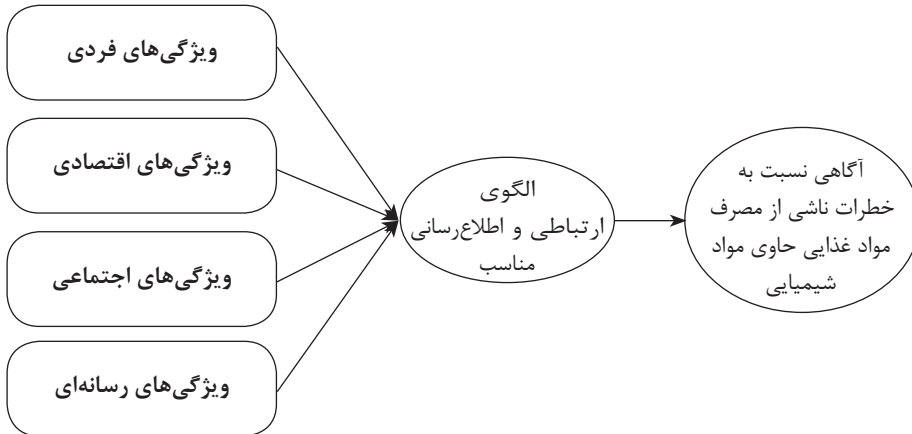 ویژگی‌های فردی
ویژگی‌های اقتصادی
ویژگی‌های اجتماعی
ویژگی‌های رسانه‌ای
الگوی
ارتباطی و اطلاع‌رسانی
مناسب
آگاهی نسبت به
خطرات ناشی از مصرف
مواد غذایی حاوی مواد
شیمیایی